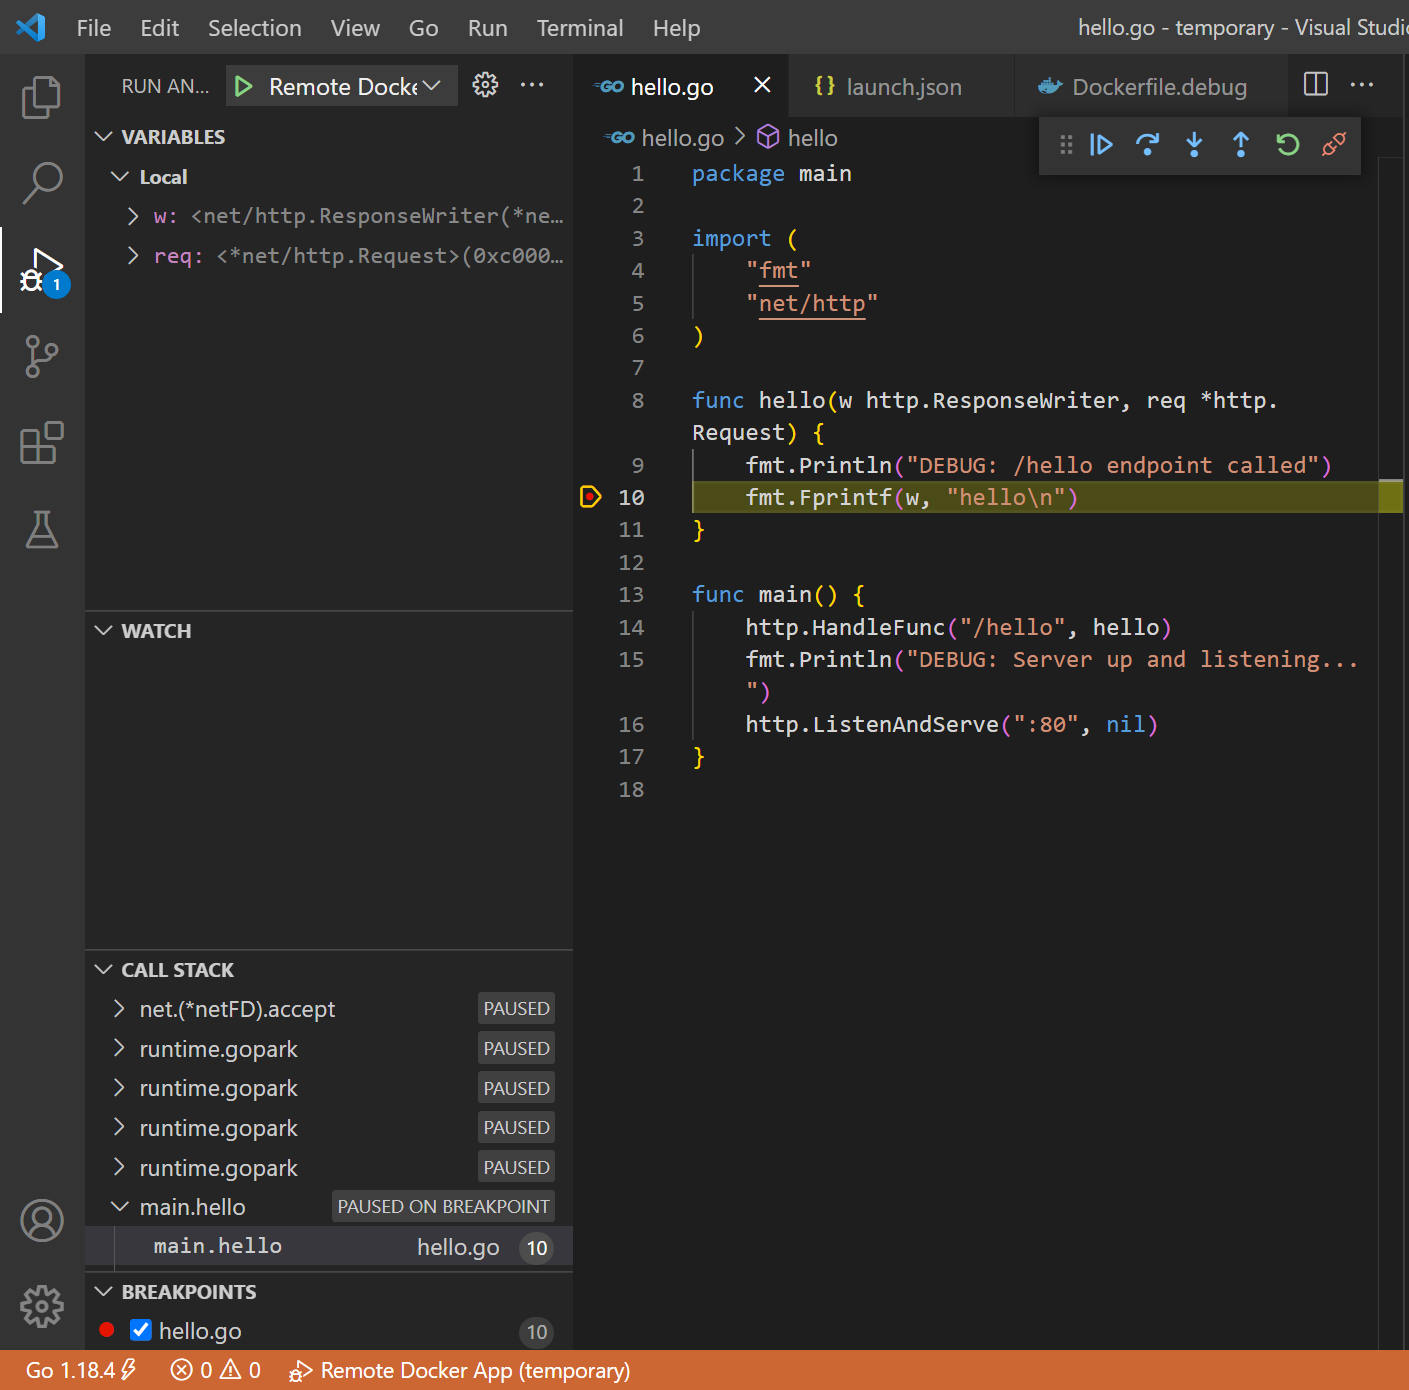 File Edit Selection View Go Run Terminal Help hello.go - temporary - Visual Studio
RUN AN... Remote Docke
hello.go launch.json Dockerfile.debug
hello.go > hello
VARIABLES
Local
w: <net/http.ResponseWriter(*ne…
req: <*net/http.Request>(0xc000…
1
WATCH
CALL STACK
net.(*netFD).accept PAUSED
runtime.gopark PAUSED
runtime.gopark PAUSED
runtime.gopark PAUSED
runtime.gopark PAUSED
main.hello PAUSED ON BREAKPOINT
main.hello hello.go 10
BREAKPOINTS
hello.go 10
1 package main
2
3 import (
4 "fmt"
5 "net/http"
6 )
7
8 func hello(w http.ResponseWriter, req *http.
Request) {
9 fmt.Println("DEBUG: /hello endpoint called")
10 fmt.Fprintf(w, "hello\n")
11 }
12
13 func main() {
14 http.HandleFunc("/hello", hello)
15 fmt.Println("DEBUG: Server up and listening...
")
16 http.ListenAndServe(":80", nil)
17 }
18
Go 1.18.4 0 0 Remote Docker App (temporary)